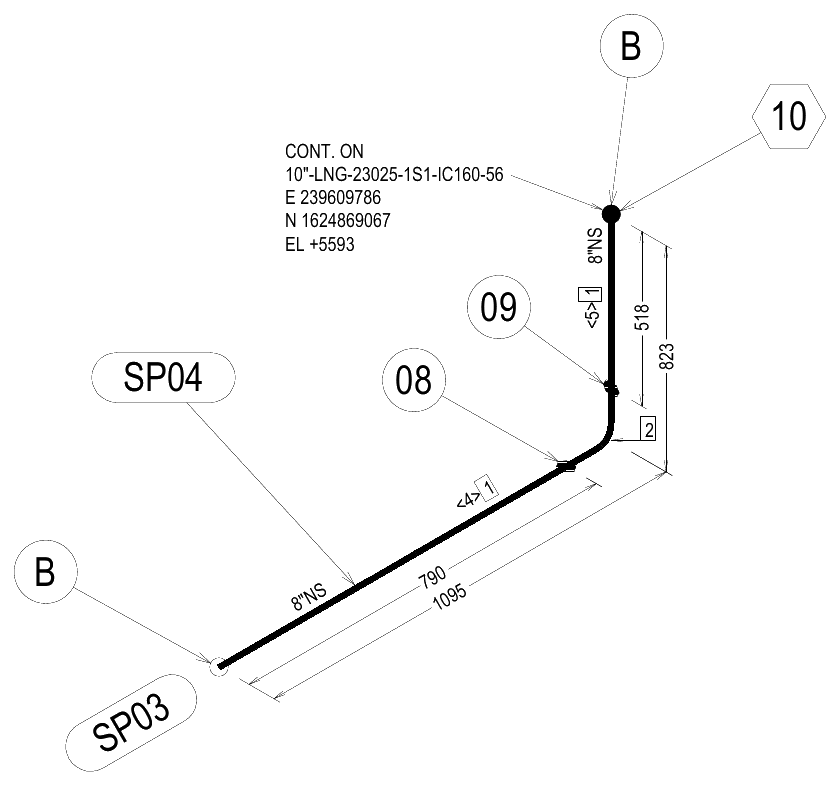 B
10
CONT. ON
10"-LNG-23025-1S1-IC160-56
E 239609786
N 1624869067
EL +5593
8"NS
<5> 1
518
823
09
08
SP04
2
<4> 1
790
1095
8"NS
B
SP03